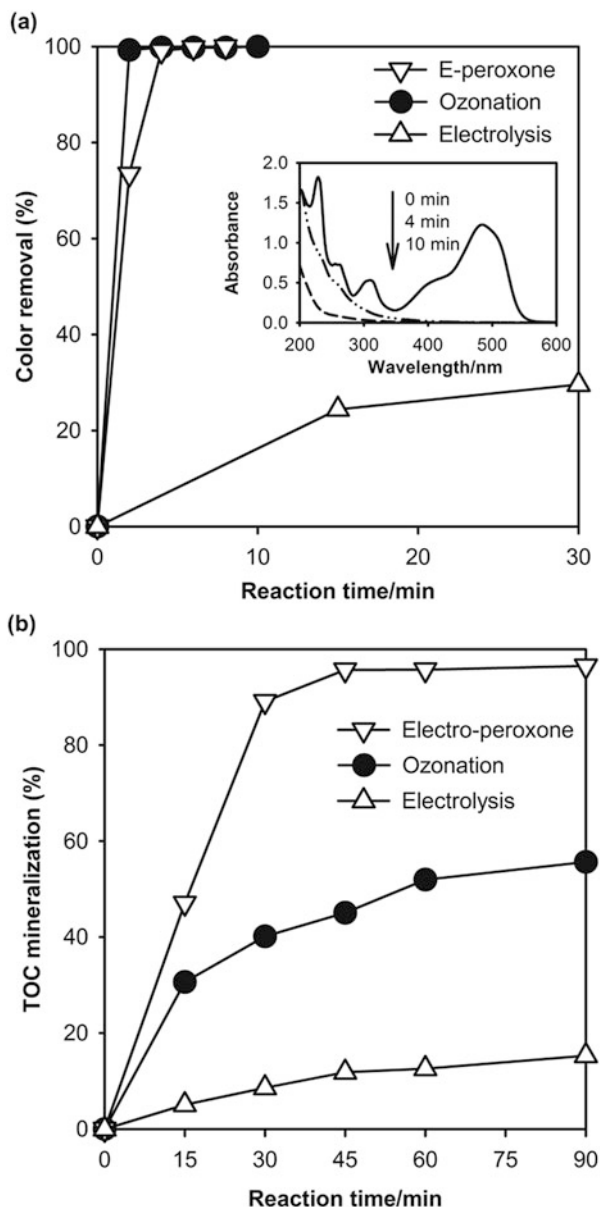 (a)
100
80
60
40
20
0
Color removal (%)
E-peroxone
Ozonation
Electrolysis
2.0
1.5
1.0
0.5
0.0
Absorbance
0 min
4 min
10 min
200 300 400 500 600
Wavelength/nm
0 10 20 30
Reaction time/min
(b)
100
80
60
40
20
0
TOC mineralization (%)
Electro-peroxone
Ozonation
Electrolysis
0 15 30 45 60 75 90
Reaction time/min